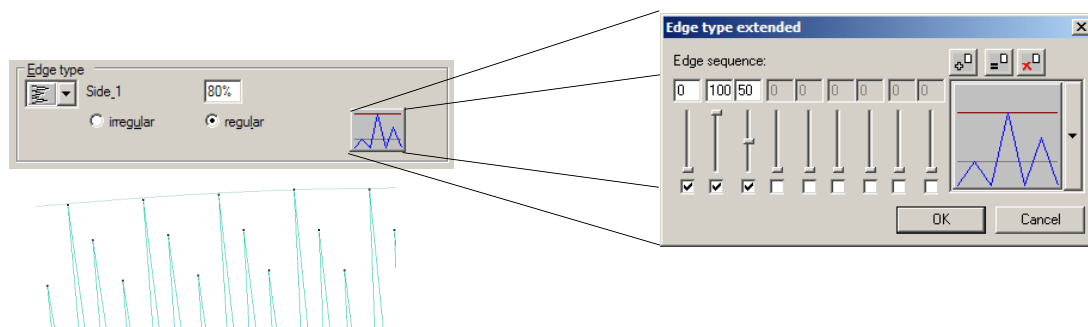 Edge type
Side_1 80%
irregular regular
Edge type extended
Edge sequence:
0 100 50 0 0 0 0 0 0
OK Cancel